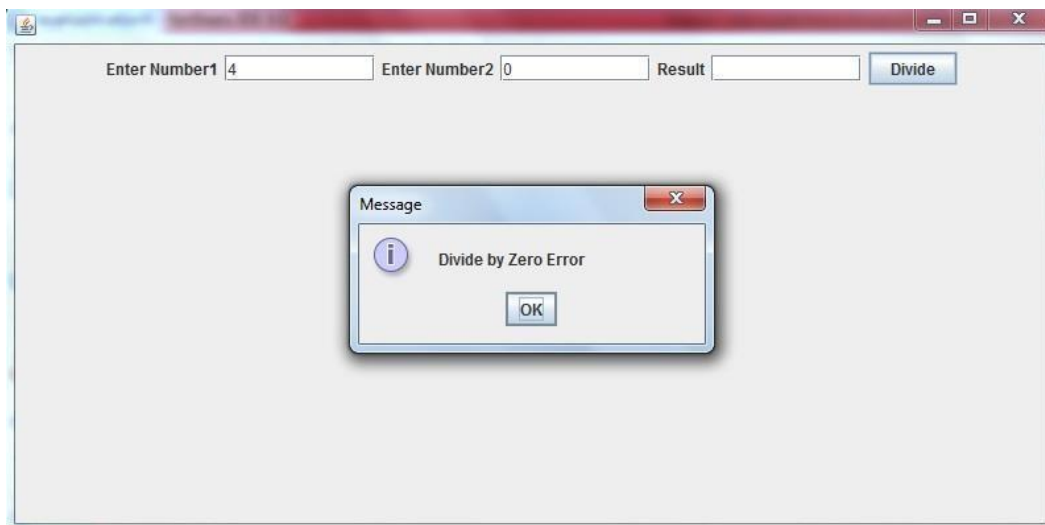 Enter Number1 4 Enter Number2 0 Result Divide
Message
Divide by Zero Error
OK